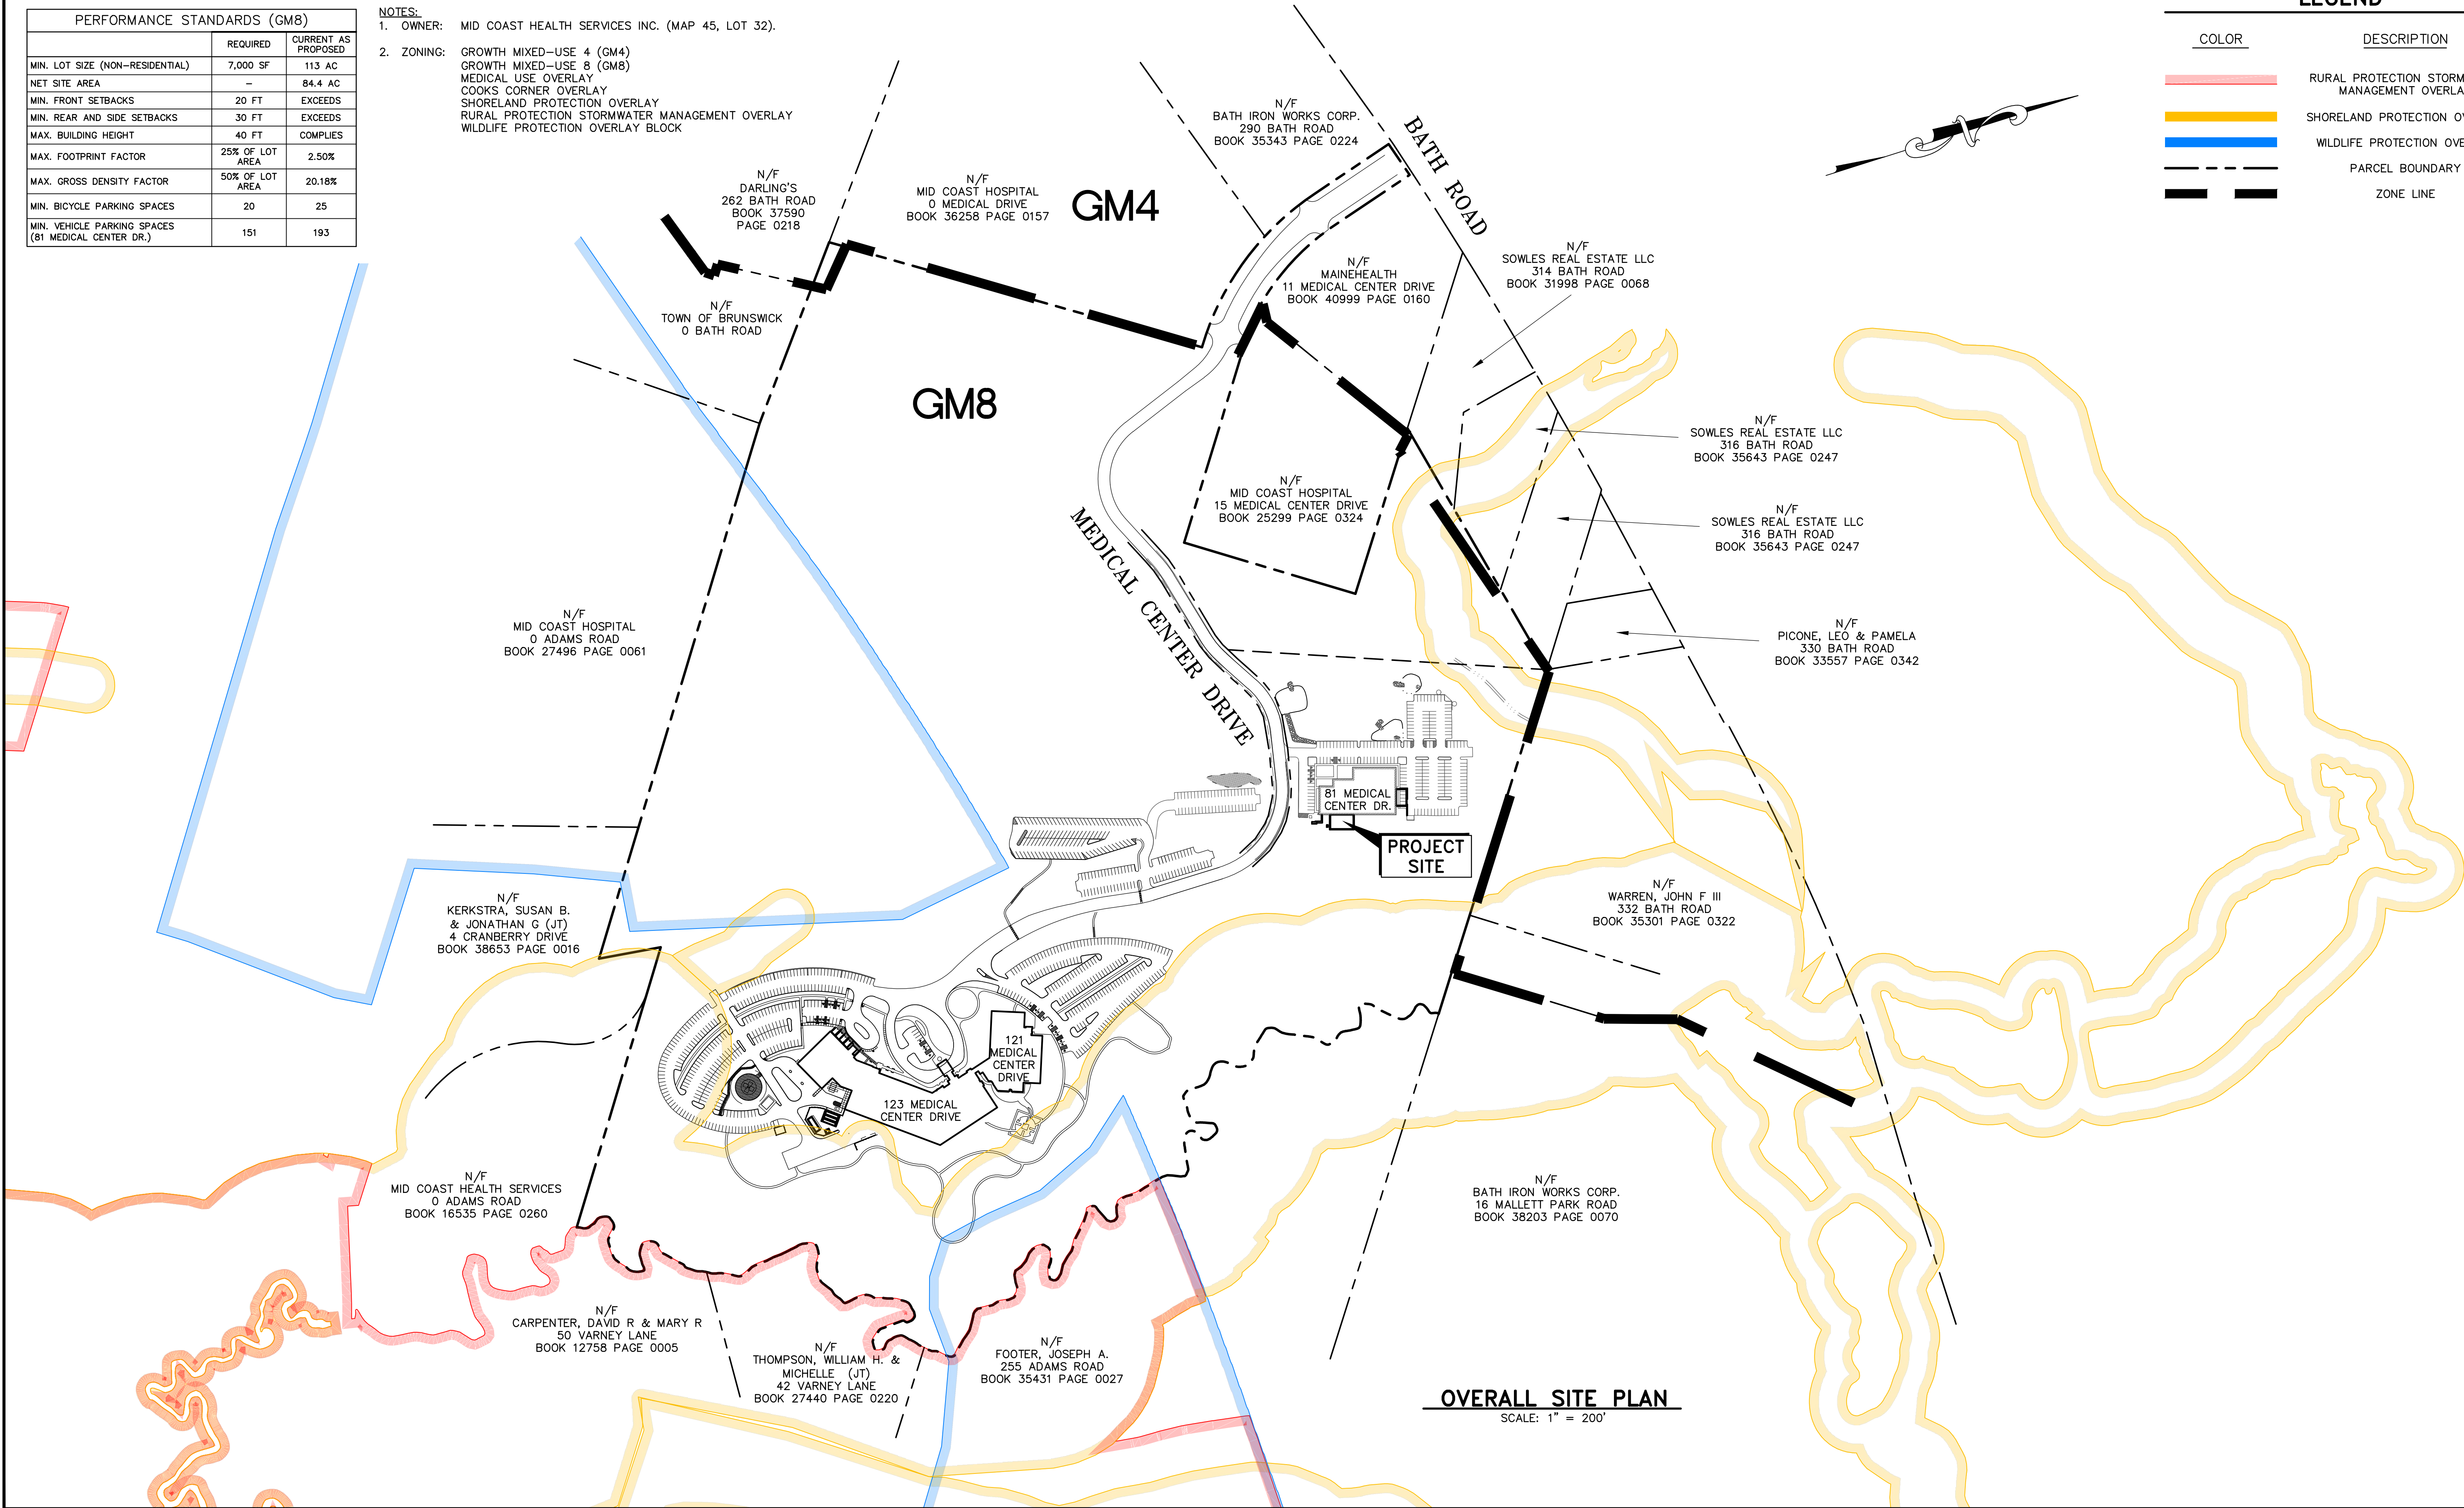 PERFORMANCE STANDARDS (GM8)
REQUIRED
CURRENT AS
PROPOSED
MIN. LOT SIZE (NON-RESIDENTIAL) 7,000 SF 113 AC
NET SITE AREA – 84.4 AC
MIN. FRONT SETBACKS 20 FT EXCEEDS
MIN. REAR AND SIDE SETBACKS 30 FT EXCEEDS
MAX. BUILDING HEIGHT 40 FT COMPLIES
MAX. FOOTPRINT FACTOR 25% OF LOT
AREA 2.50%
MAX. GROSS DENSITY FACTOR 50% OF LOT
AREA 20.18%
MIN. BICYCLE PARKING SPACES 20 25
MIN. VEHICLE PARKING SPACES
(81 MEDICAL CENTER DR.) 151 193
NOTES:
1. OWNER: MID COAST HEALTH SERVICES INC. (MAP 45, LOT 32).
2. ZONING: GROWTH MIXED-USE 4 (GM4)
GROWTH MIXED-USE 8 (GM8)
MEDICAL USE OVERLAY
COOKS CORNER OVERLAY
SHORELAND PROTECTION OVERLAY
RURAL PROTECTION STORMWATER MANAGEMENT OVERLAY
WILDLIFE PROTECTION OVERLAY BLOCK
LEGEND
COLOR DESCRIPTION
RURAL PROTECTION STORM
MANAGEMENT OVERLA
SHORELAND PROTECTION OV
WILDLIFE PROTECTION OVE
PARCEL BOUNDARY
ZONE LINE
N
N/F
BATH IRON WORKS CORP.
290 BATH ROAD
BOOK 35343 PAGE 0224
BATH ROAD
N/F
DARLING'S
262 BATH ROAD
BOOK 37590
PAGE 0218
N/F
MID COAST HOSPITAL
0 MEDICAL DRIVE
BOOK 36258 PAGE 0157
GM4
N/F
TOWN OF BRUNSWICK
0 BATH ROAD
N/F
MAINEHEALTH
11 MEDICAL CENTER DRIVE
BOOK 40999 PAGE 0160
N/F
SOWLES REAL ESTATE LLC
314 BATH ROAD
BOOK 31998 PAGE 0068
GM8
N/F
SOWLES REAL ESTATE LLC
316 BATH ROAD
BOOK 35643 PAGE 0247
N/F
MID COAST HOSPITAL
15 MEDICAL CENTER DRIVE
BOOK 25299 PAGE 0324
N/F
SOWLES REAL ESTATE LLC
316 BATH ROAD
BOOK 35643 PAGE 0247
MEDICAL CENTER DRIVE
N/F
MID COAST HOSPITAL
0 ADAMS ROAD
BOOK 27496 PAGE 0061
N/F
PICONE, LEO & PAMELA
330 BATH ROAD
BOOK 33557 PAGE 0342
81 MEDICAL
CENTER DR.
PROJECT
SITE
N/F
KERKSTRA, SUSAN B.
& JONATHAN G (JT)
4 CRANBERRY DRIVE
BOOK 38653 PAGE 0016
N/F
WARREN, JOHN F III
332 BATH ROAD
BOOK 35301 PAGE 0322
121
MEDICAL
CENTER
DRIVE
123 MEDICAL
CENTER DRIVE
N/F
MID COAST HEALTH SERVICES
0 ADAMS ROAD
BOOK 16535 PAGE 0260
N/F
BATH IRON WORKS CORP.
16 MALLETT PARK ROAD
BOOK 38203 PAGE 0070
N/F
CARPENTER, DAVID R & MARY R
50 VARNEY LANE
BOOK 12758 PAGE 0005
N/F
THOMPSON, WILLIAM H. &
MICHELLE (JT)
42 VARNEY LANE
BOOK 27440 PAGE 0220
N/F
FOOTER, JOSEPH A.
255 ADAMS ROAD
BOOK 35431 PAGE 0027
OVERALL SITE PLAN
SCALE: 1" = 200'